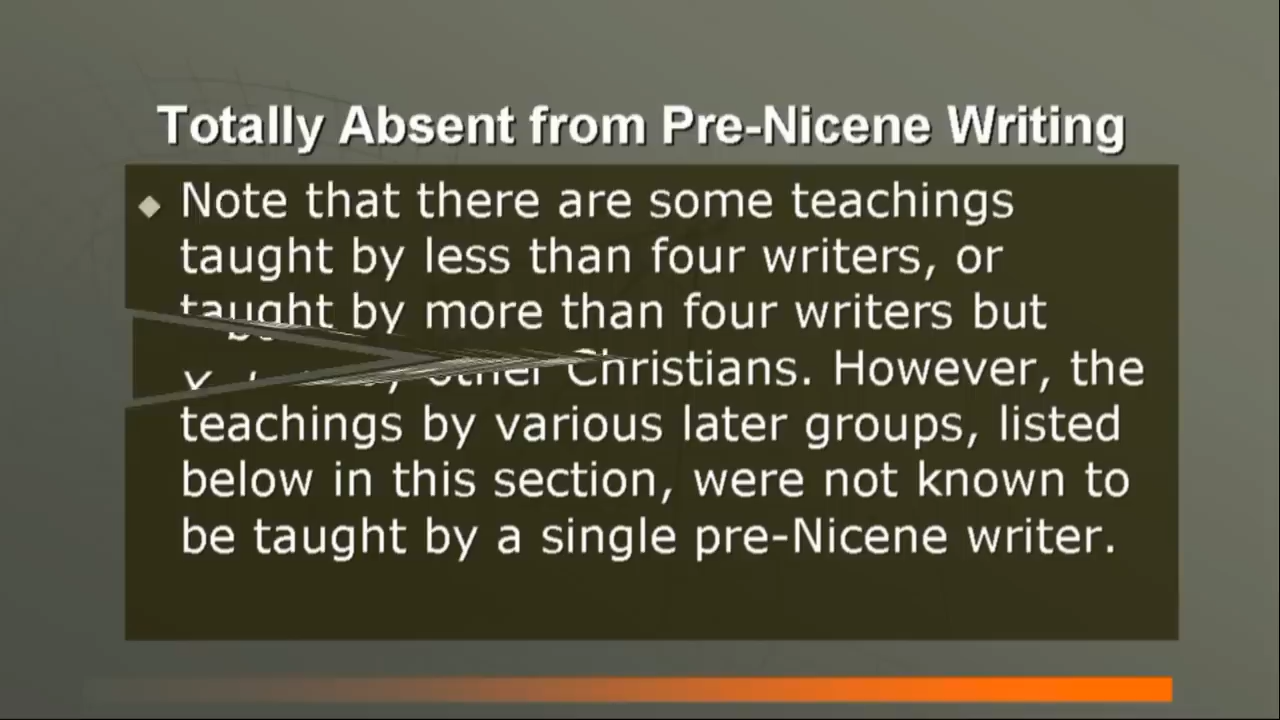 Totally Absent from Pre-Nicene Writing
Note that there are some teachings
taught by less than four writers, or
taught by more than four writers but
other Christians. However, the
teachings by various later groups, listed
below in this section, were not known to
be taught by a single pre-Nicene writer.